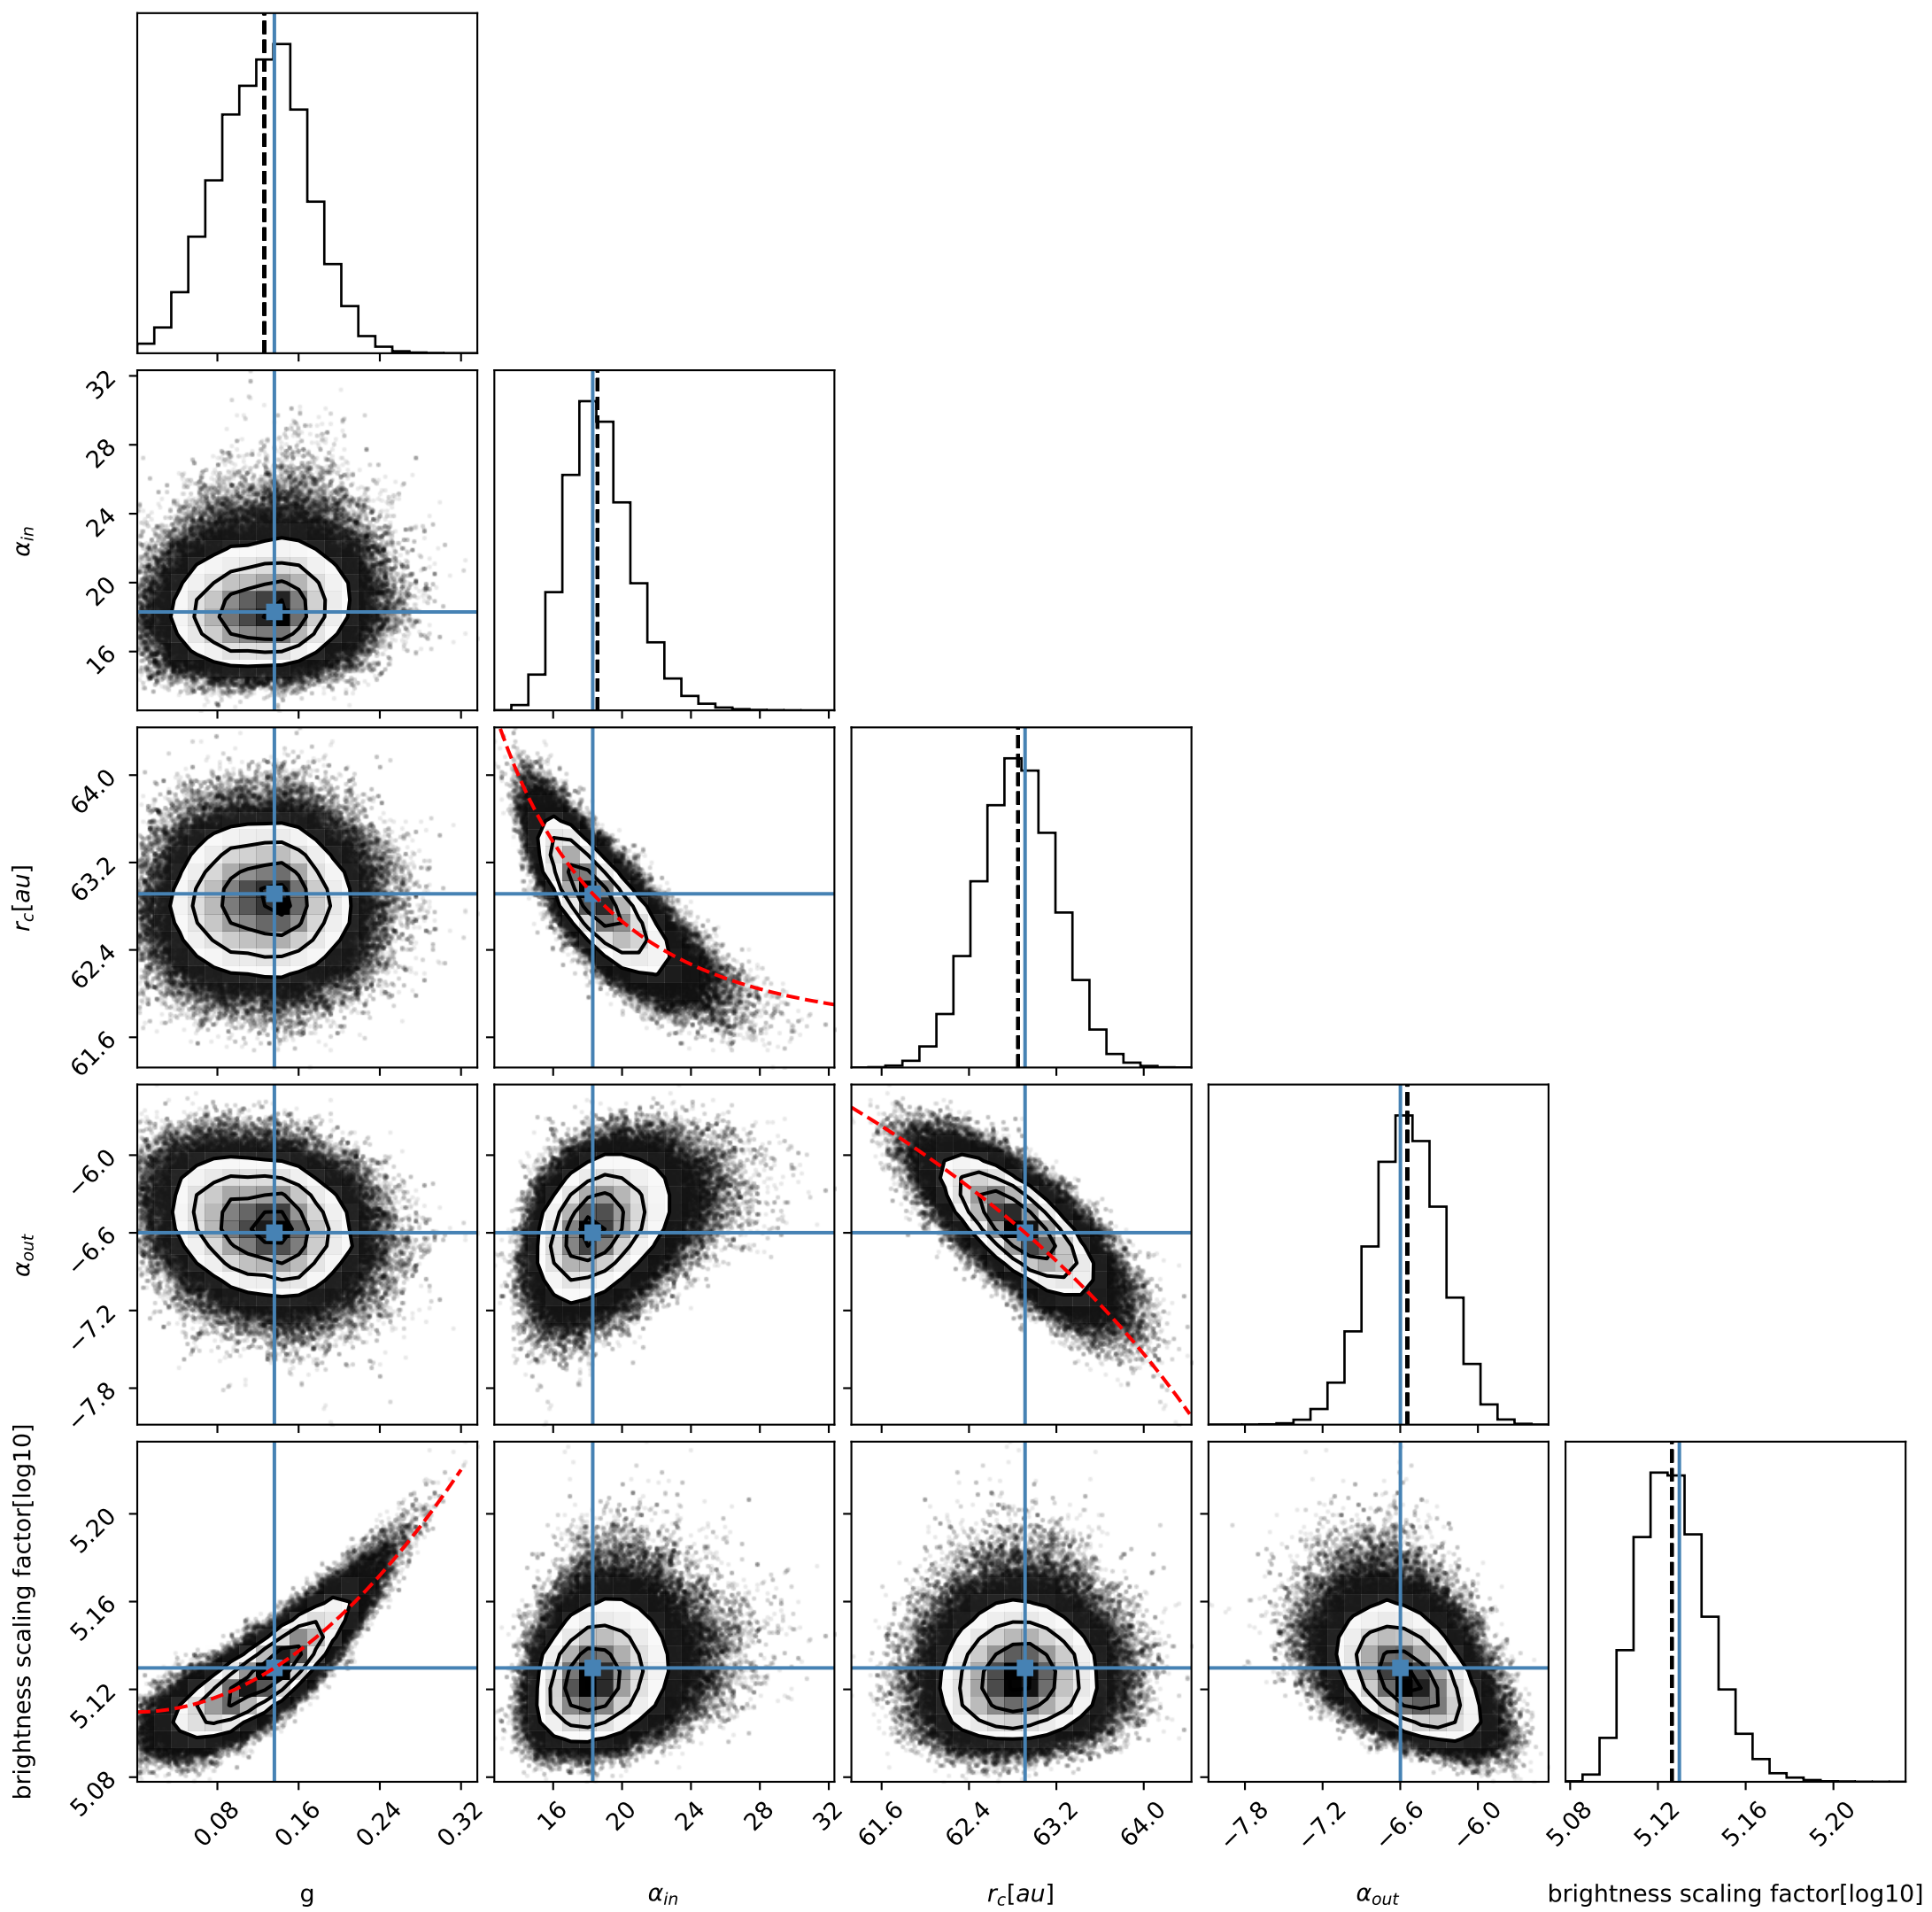 32
28
24
20
16
α_in
64.0
63.2
62.4
61.6
r_c[au]
−6.0
−6.6
−7.2
−7.8
α_out
5.20
5.16
5.12
5.08
brightness scaling factor[log10]
0.08 0.16 0.24 0.32 16 20 24 28 32 61.6 62.4 63.2 64.0 −7.8 −7.2 −6.6 −6.0 5.08 5.12 5.16 5.20
g α_in r_c[au] α_out brightness scaling factor[log10]